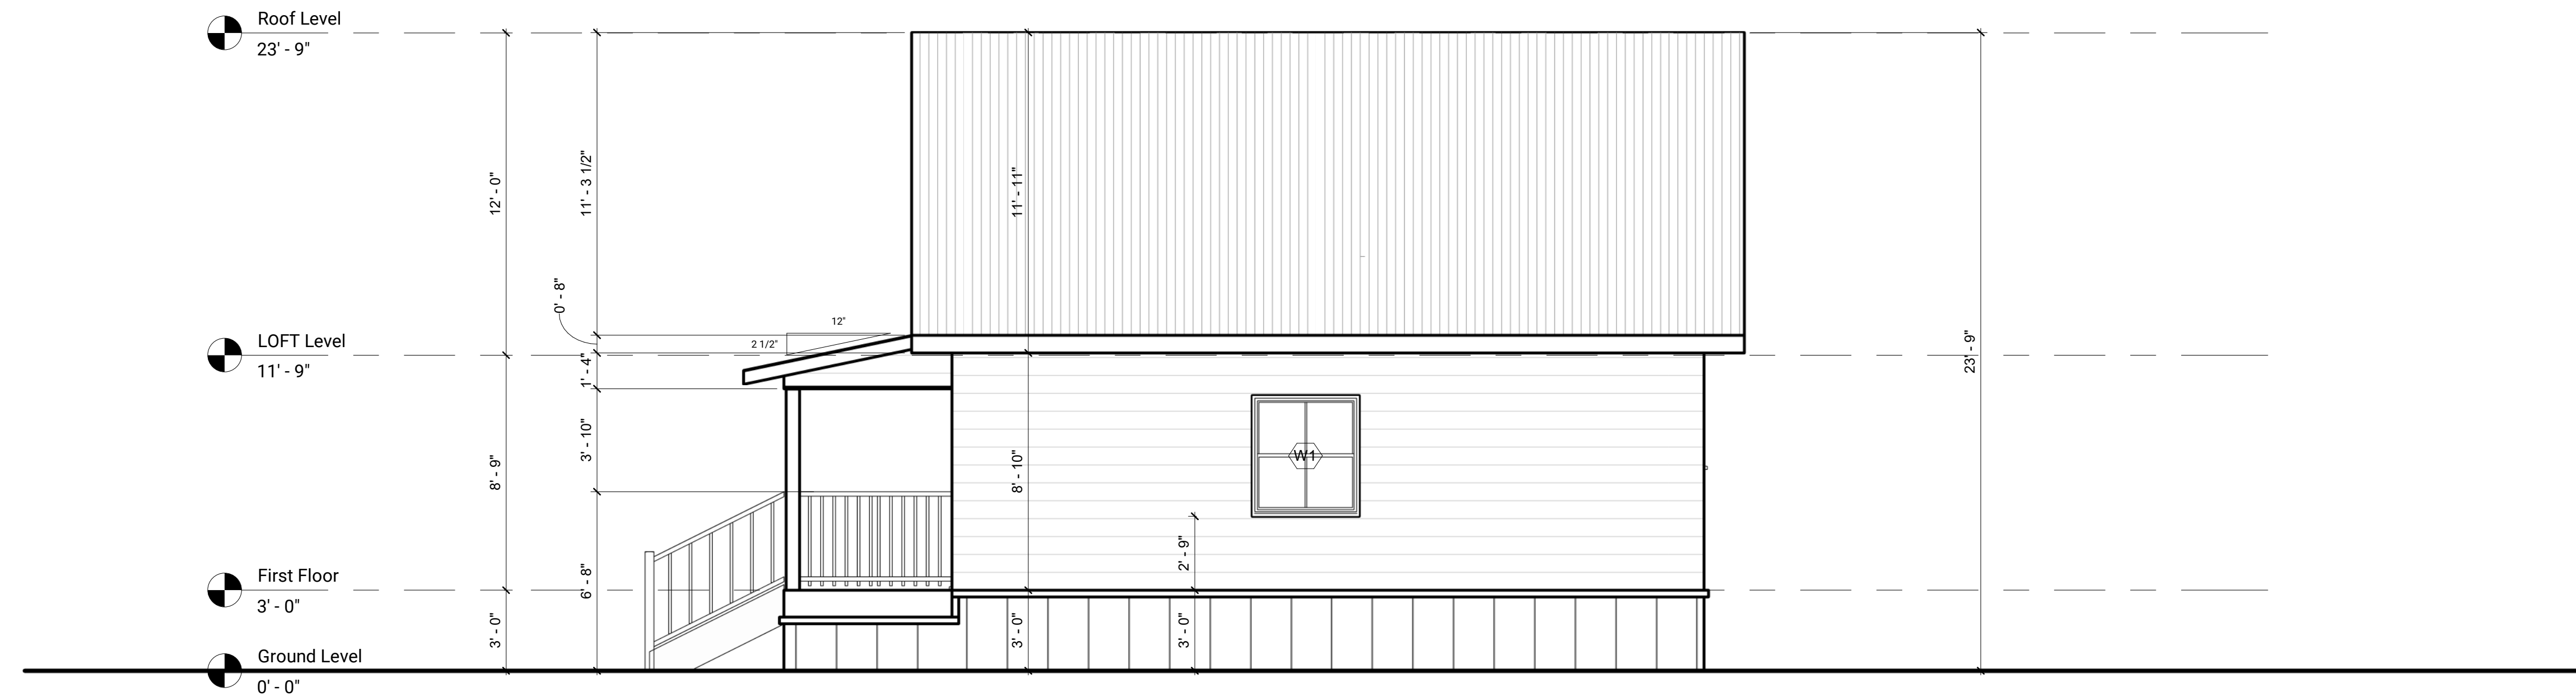 Roof Level
23' - 9"
12' - 0"
11' - 3 1/2"
11' - 11"
0' - 8"
12"
2 1/2"
LOFT Level
11' - 9"
1' - 4"
23' - 9"
3' - 10"
8' - 9"
8' - 10"
W1
2' - 9"
First Floor
3' - 0"
6' - 8"
3' - 0"
3' - 0"
3' - 0"
Ground Level
0' - 0"